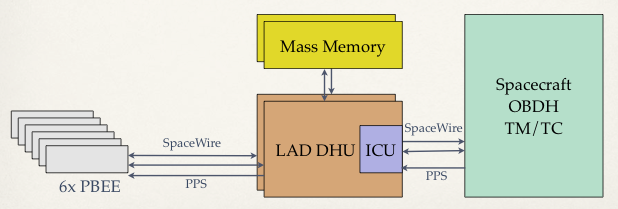 Mass Memory
Spacecraft
OBDH
TM/TC
SpaceWire
LAD DHU
ICU
SpaceWire
PPS
PPS
6x PBEE